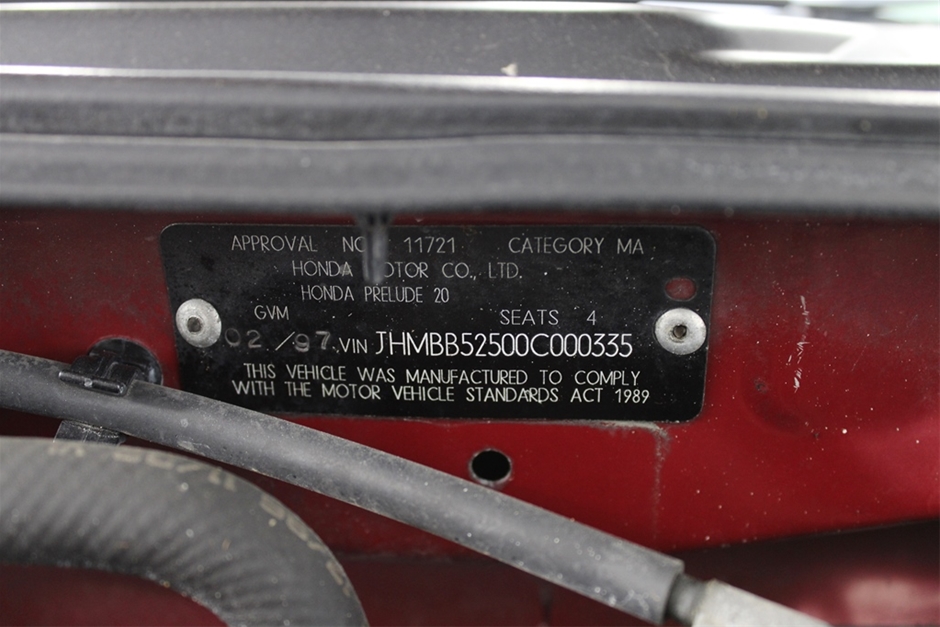 APPROVAL NO 11721 CATEGORY MA
HONDA MOTOR CO., LTD.
HONDA PRELUDE 20
GVM SEATS 4
02/97 VIN JHMBB52500C000335
THIS VEHICLE WAS MANUFACTURED TO COMPLY
WITH THE MOTOR VEHICLE STANDARDS ACT 1989